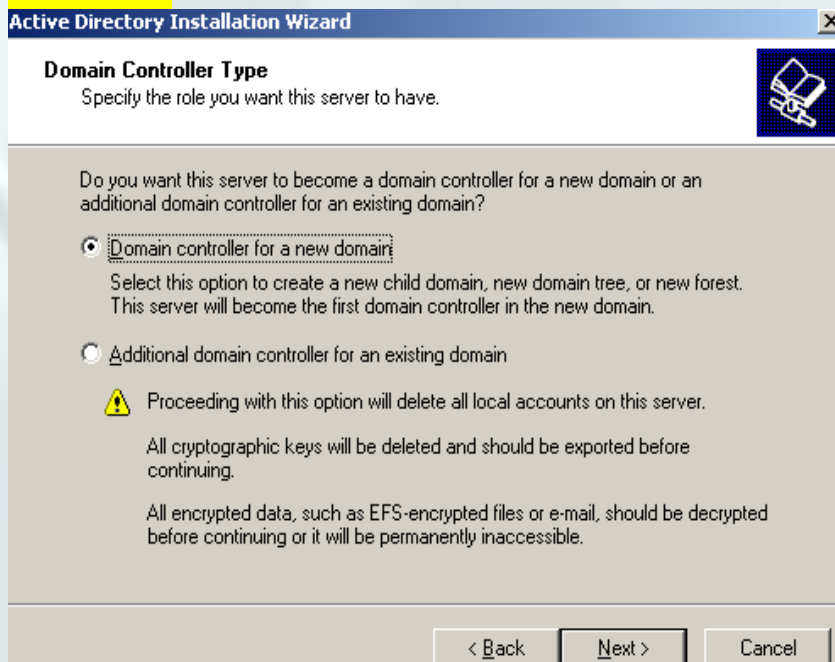 Active Directory Installation Wizard
Domain Controller Type
Specify the role you want this server to have.
Do you want this server to become a domain controller for a new domain or an
additional domain controller for an existing domain?
Domain controller for a new domain
Select this option to create a new child domain, new domain tree, or new forest.
This server will become the first domain controller in the new domain.
Additional domain controller for an existing domain
Proceeding with this option will delete all local accounts on this server.
All cryptographic keys will be deleted and should be exported before
continuing.
All encrypted data, such as EFS-encrypted files or e-mail, should be decrypted
before continuing or it will be permanently inaccessible.
< Back Next > Cancel